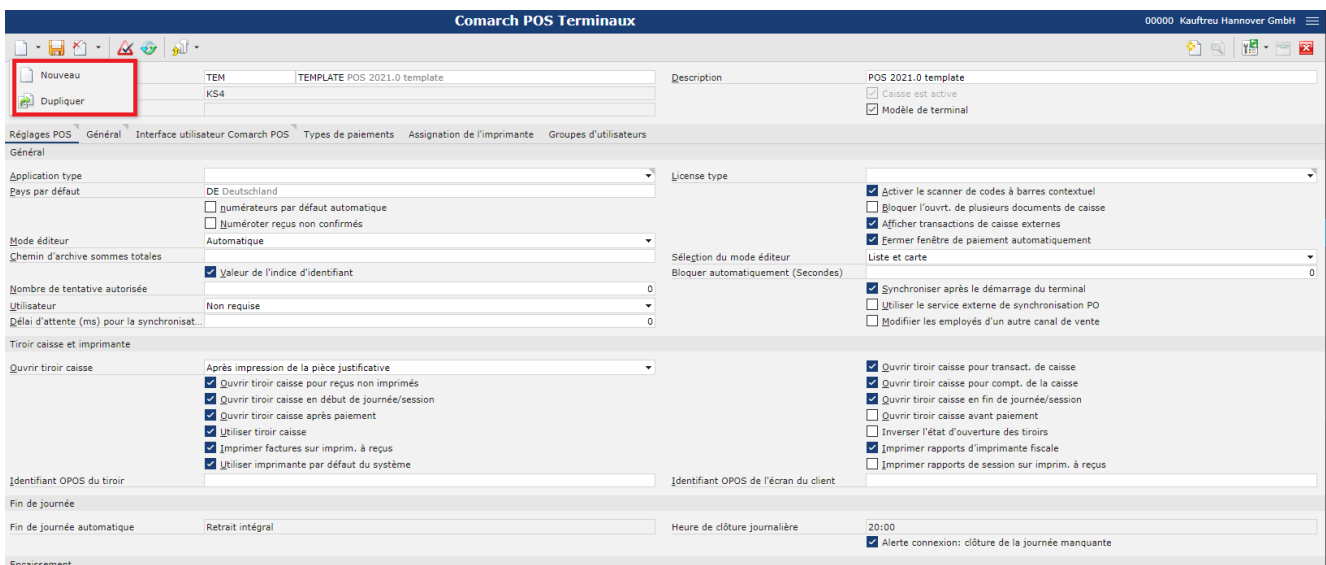 Comarch POS Terminaux
00000 Kauftreu Hannover GmbH
Nouveau
Dupliquer
TEM TEMPLATE POS 2021.0 template
KS4
Description POS 2021.0 template
Caisse est active
Modèle de terminal
Réglages POS Général Interface utilisateur Comarch POS Types de paiements Assignation de l'imprimante Groupes d'utilisateurs
Général
Application type
License type
Pays par défaut DE Deutschland
Activer le scanner de codes à barres contextuel
numérateurs par défaut automatique
Bloquer l'ouvrt. de plusieurs documents de caisse
Numéroter reçus non confirmés
Afficher transactions de caisse externes
Mode éditeur Automatique
Fermer fenêtre de paiement automatiquement
Chemin d'archive sommes totales
Sélection du mode éditeur Liste et carte
Valeur de l'indice d'identifiant
Bloquer automatiquement (Secondes) 0
Nombre de tentative autorisée 0
Synchroniser après le démarrage du terminal
Utilisateur Non requise
Utiliser le service externe de synchronisation PO
Délai d'attente (ms) pour la synchronisat... 0
Modifiier les employés d'un autre canal de vente
Tiroir caisse et imprimante
Ouvrir tiroir caisse Après impression de la pièce justificative
Ouvrir tiroir caisse pour transact. de caisse
Ouvrir tiroir caisse pour reçus non imprimés
Ouvrir tiroir caisse pour compt. de la caisse
Ouvrir tiroir caisse en début de journée/session
Ouvrir tiroir caisse en fin de journée/session
Ouvrir tiroir caisse après paiement
Ouvrir tiroir caisse avant paiement
Utiliser tiroir caisse
Inverser l'état d'ouverture des tiroirs
Imprimer factures sur imprim. à reçus
Imprimer rapports d'imprimante fiscale
Utiliser imprimante par défaut du système
Imprimer rapports de session sur imprim. à reçus
Identifiant OPOS du tiroir
Identifiant OPOS de l'écran du client
Fin de journée
Fin de journée automatique Retrait intégral
Heure de clôture journalière 20:00
Alerte connexion: clôture de la journée manquante
Encaissement